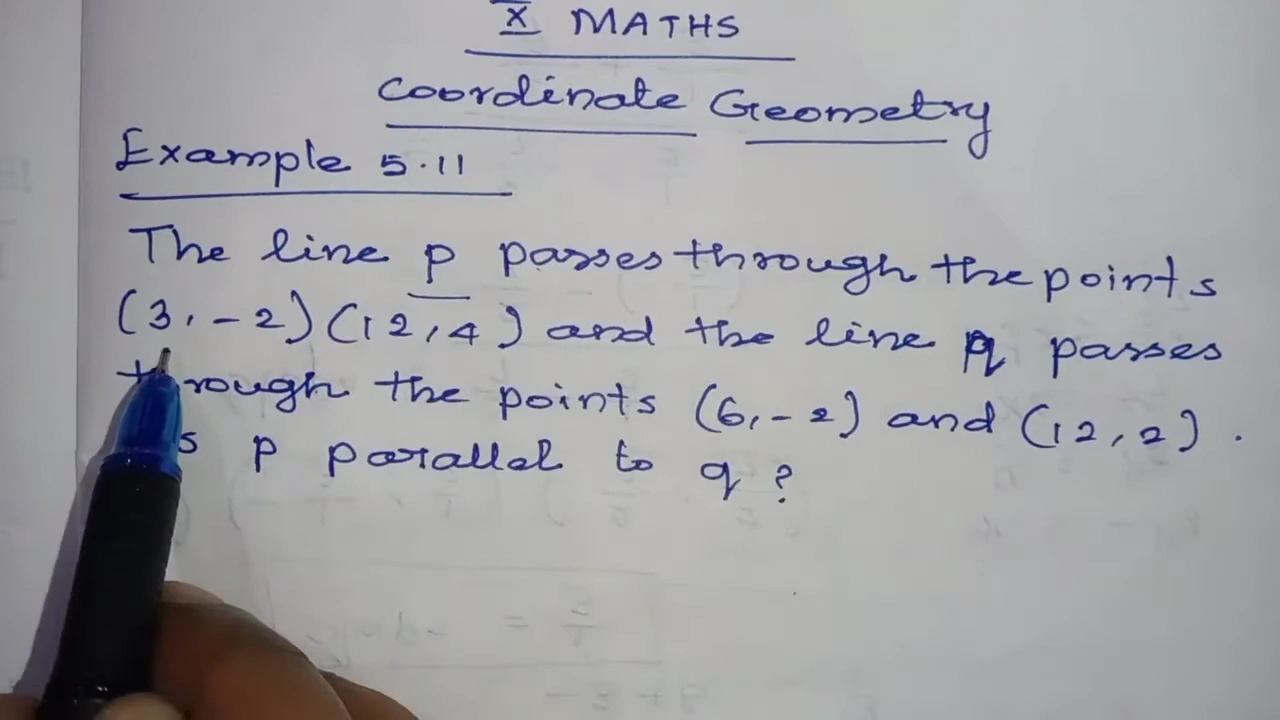 X MATHS
Coordinate Geometry
Example 5.11
The line p passes through the points
(3, -2) (12, 4) and the line q passes
through the points (6, -2) and (12, 2).
s p parallel to q?